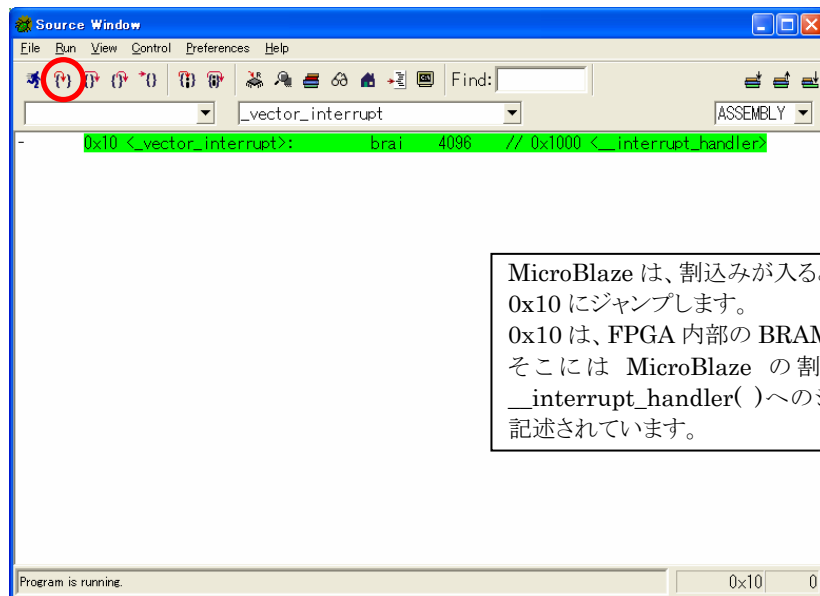 Source Window
File Run View Control Preferences Help
Find:
_vector_interrupt ASSEMBLY
- 0x10 <_vector_interrupt>: brai 4096 // 0x1000 <__interrupt_handler>
MicroBlaze は、割込みが入る
0x10 にジャンプします。
0x10 は、FPGA 内部の BRAM
そこには MicroBlaze の割
__interrupt_handler( )への
記述されています。
Program is running. 0x10 0